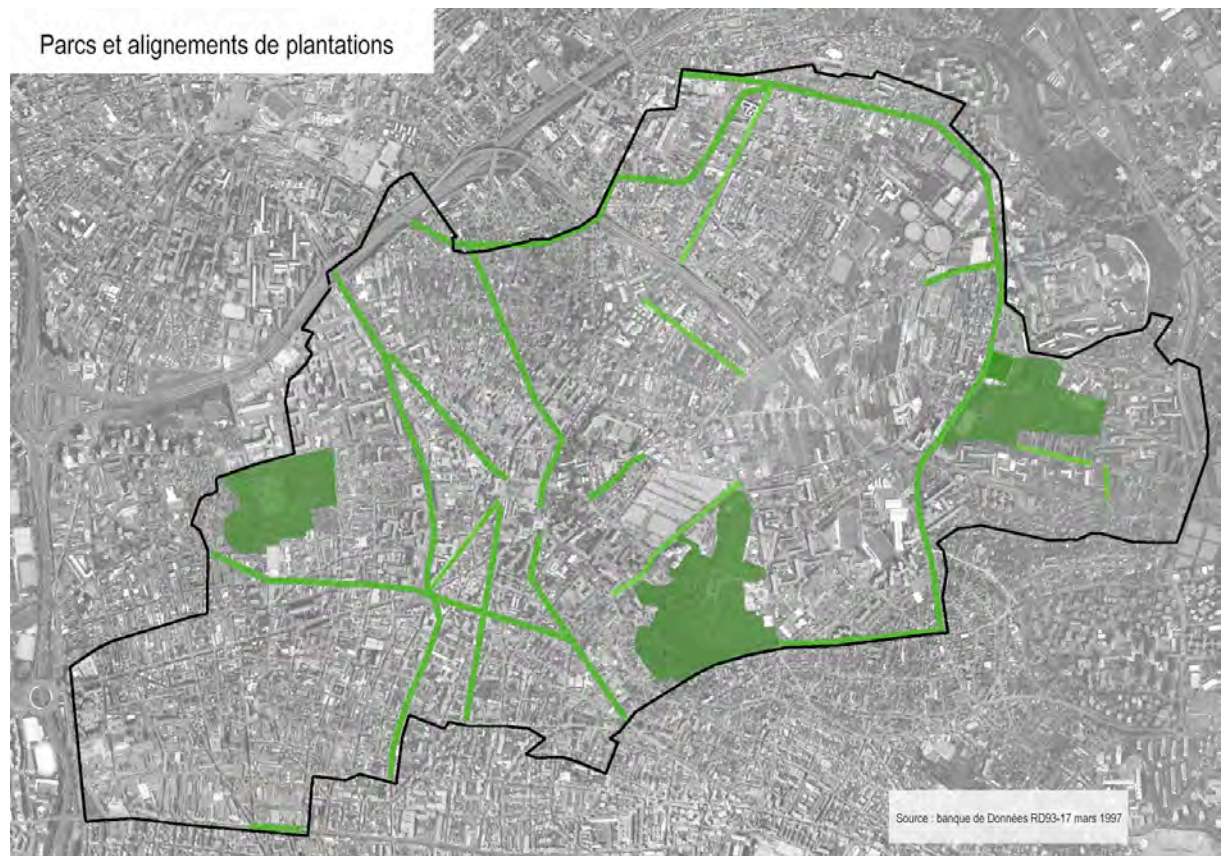 Parcs et alignements de plantations
Source : banque de Données RD93-17 mars 1997